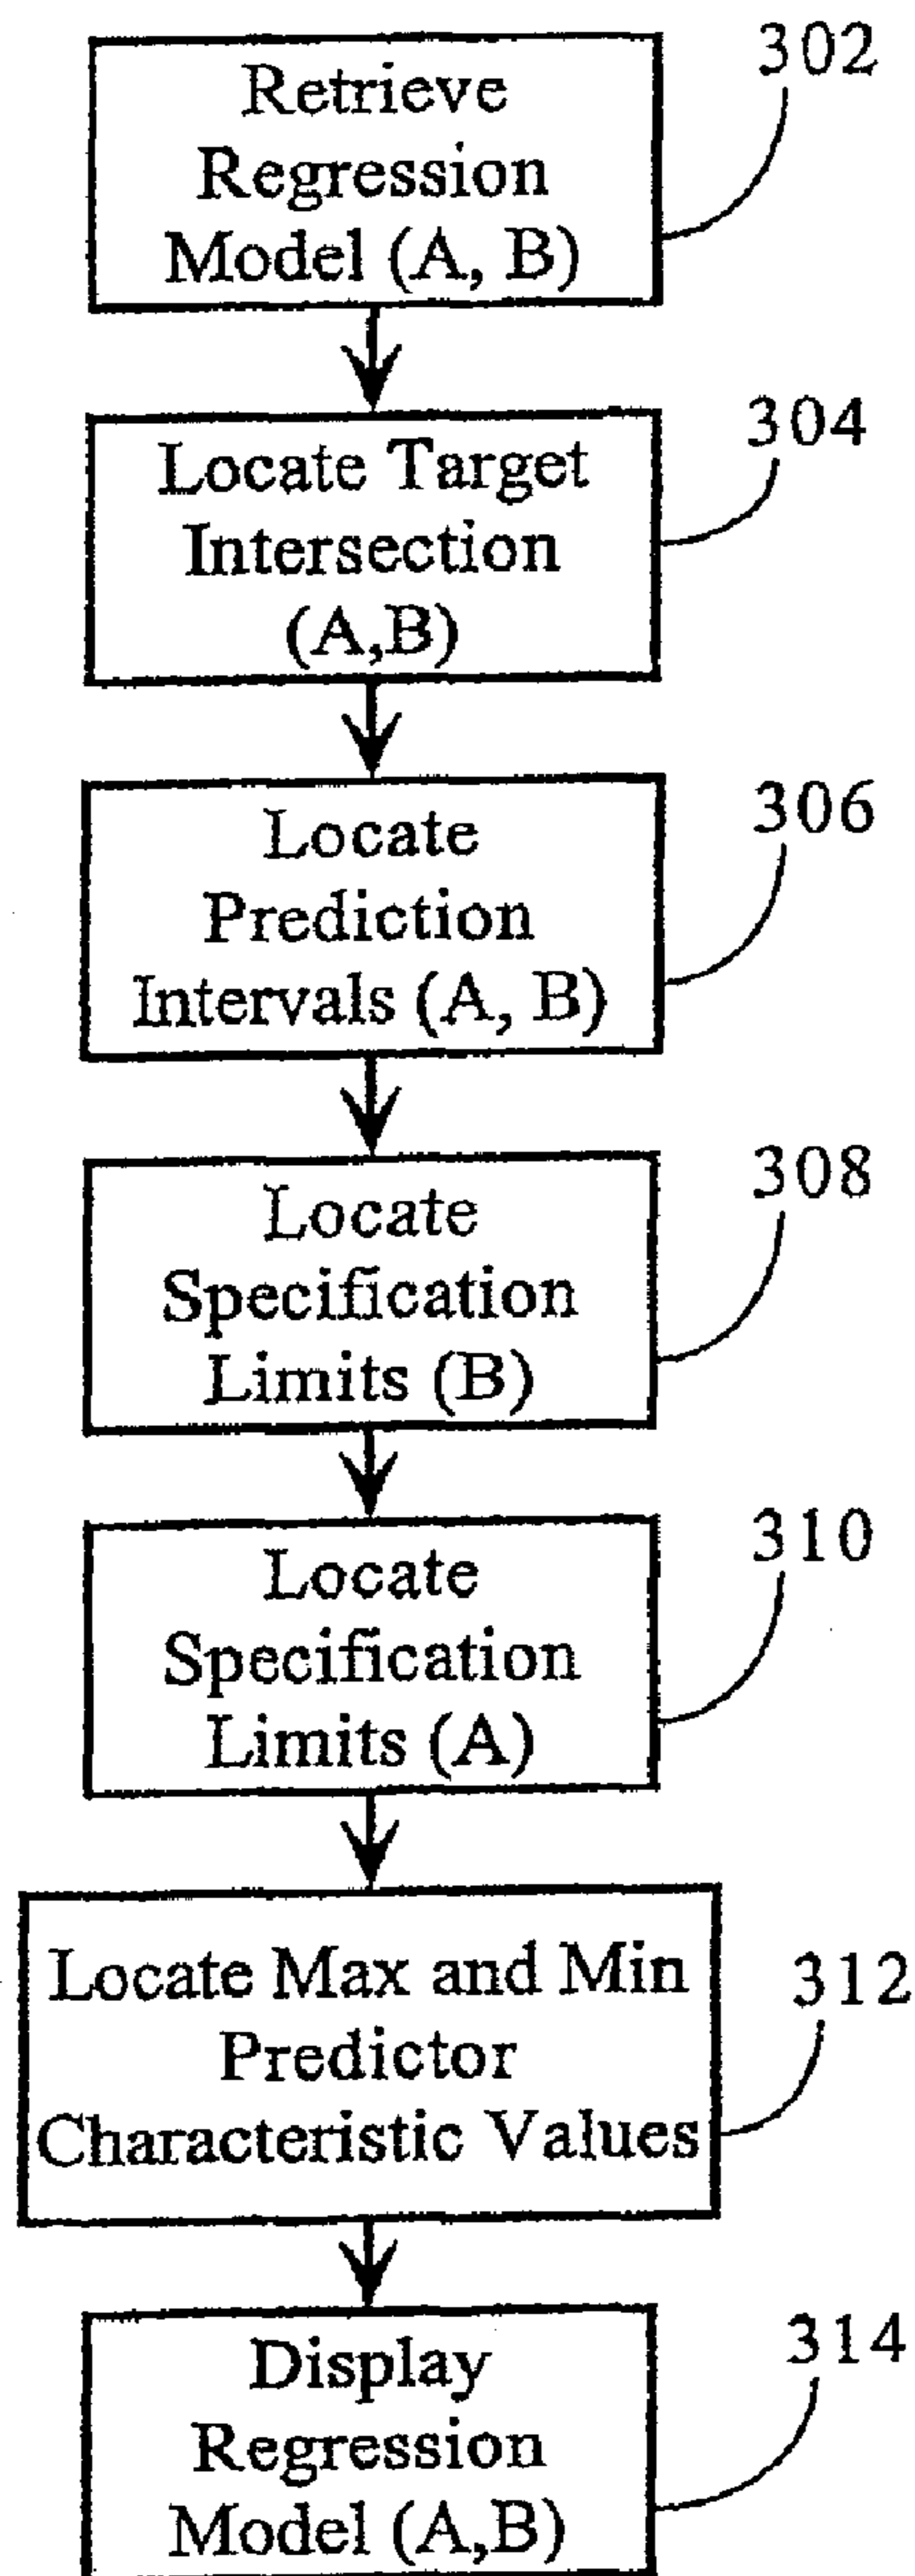 302
Retrieve
Regression
Model (A, B)
304
Locate Target
Intersection
(A,B)
306
Locate
Prediction
Intervals (A, B)
308
Locate
Specification
Limits (B)
310
Locate
Specification
Limits (A)
312
Locate Max and Min
Predictor
Characteristic Values
314
Display
Regression
Model (A,B)